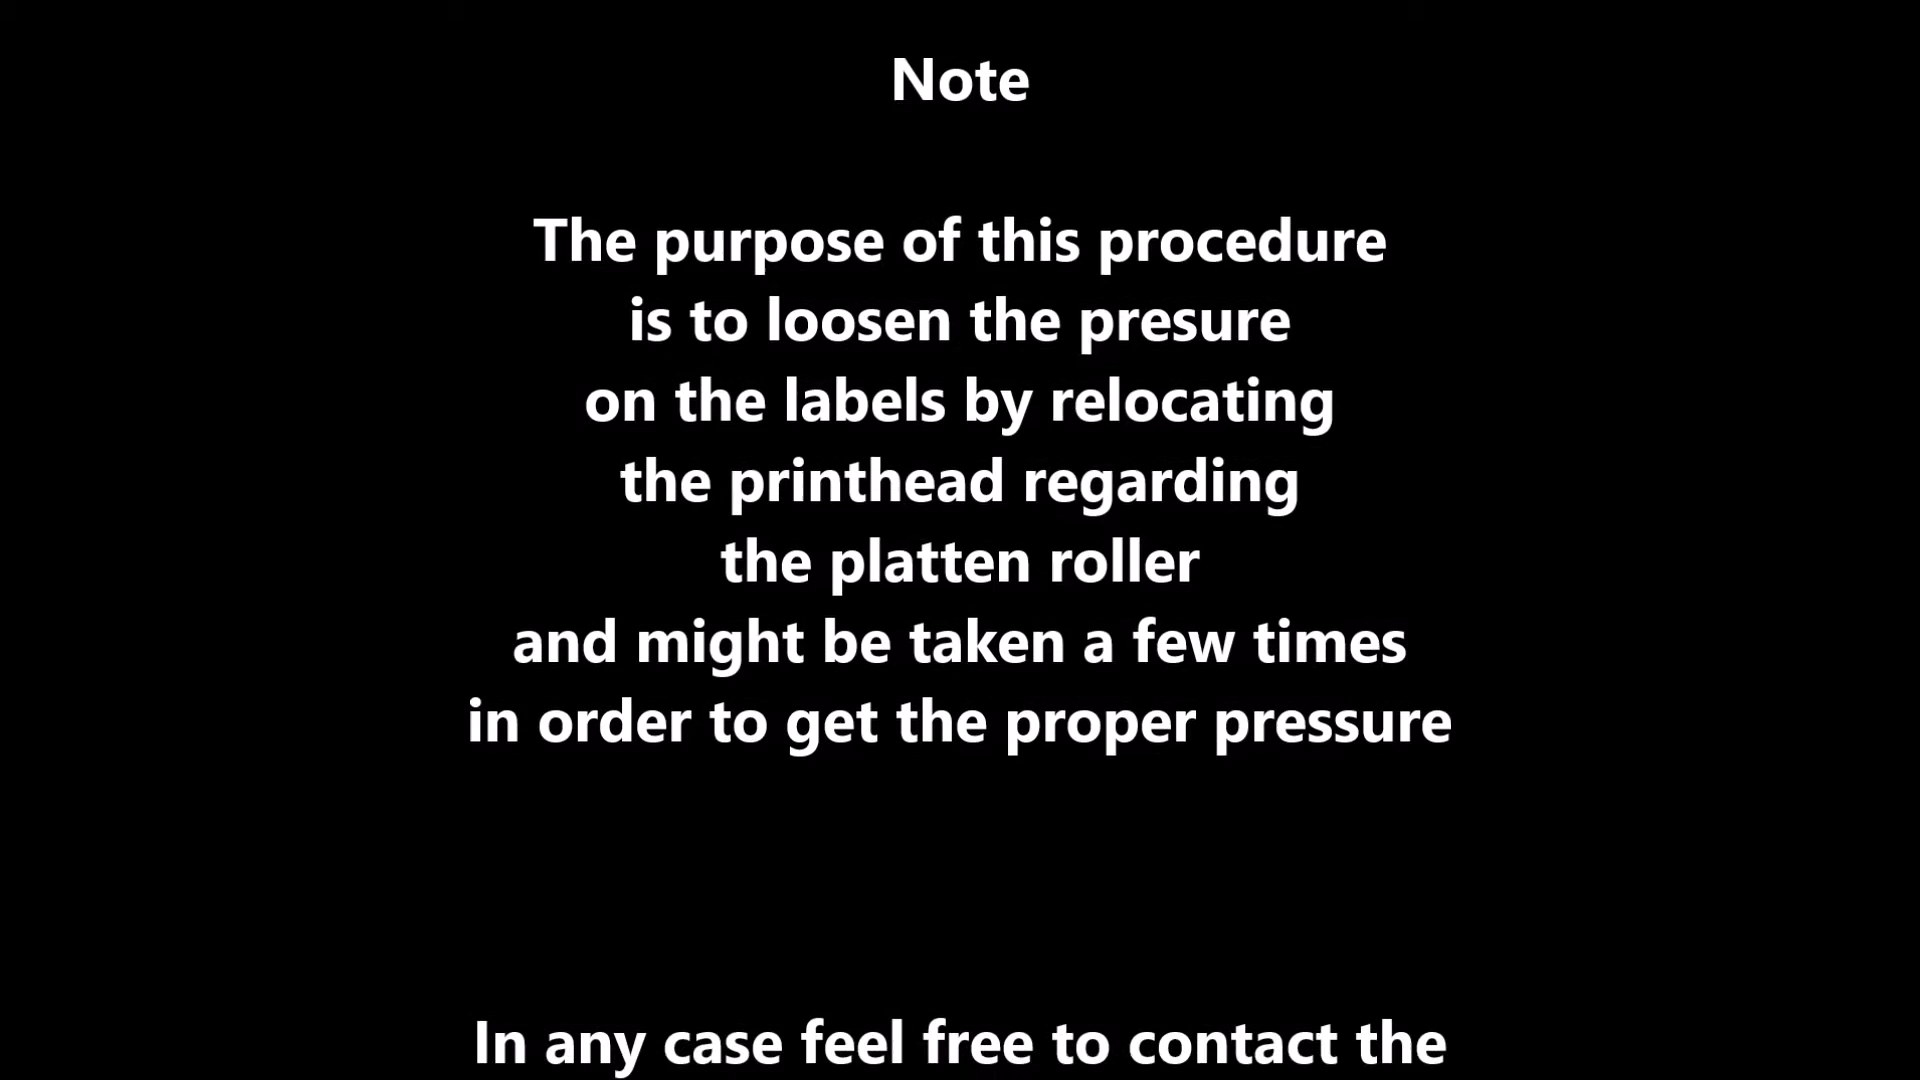 Note
The purpose of this procedure
is to loosen the presure
on the labels by relocating
the printhead regarding
the platten roller
and might be taken a few times
in order to get the proper pressure
In any case feel free to contact the